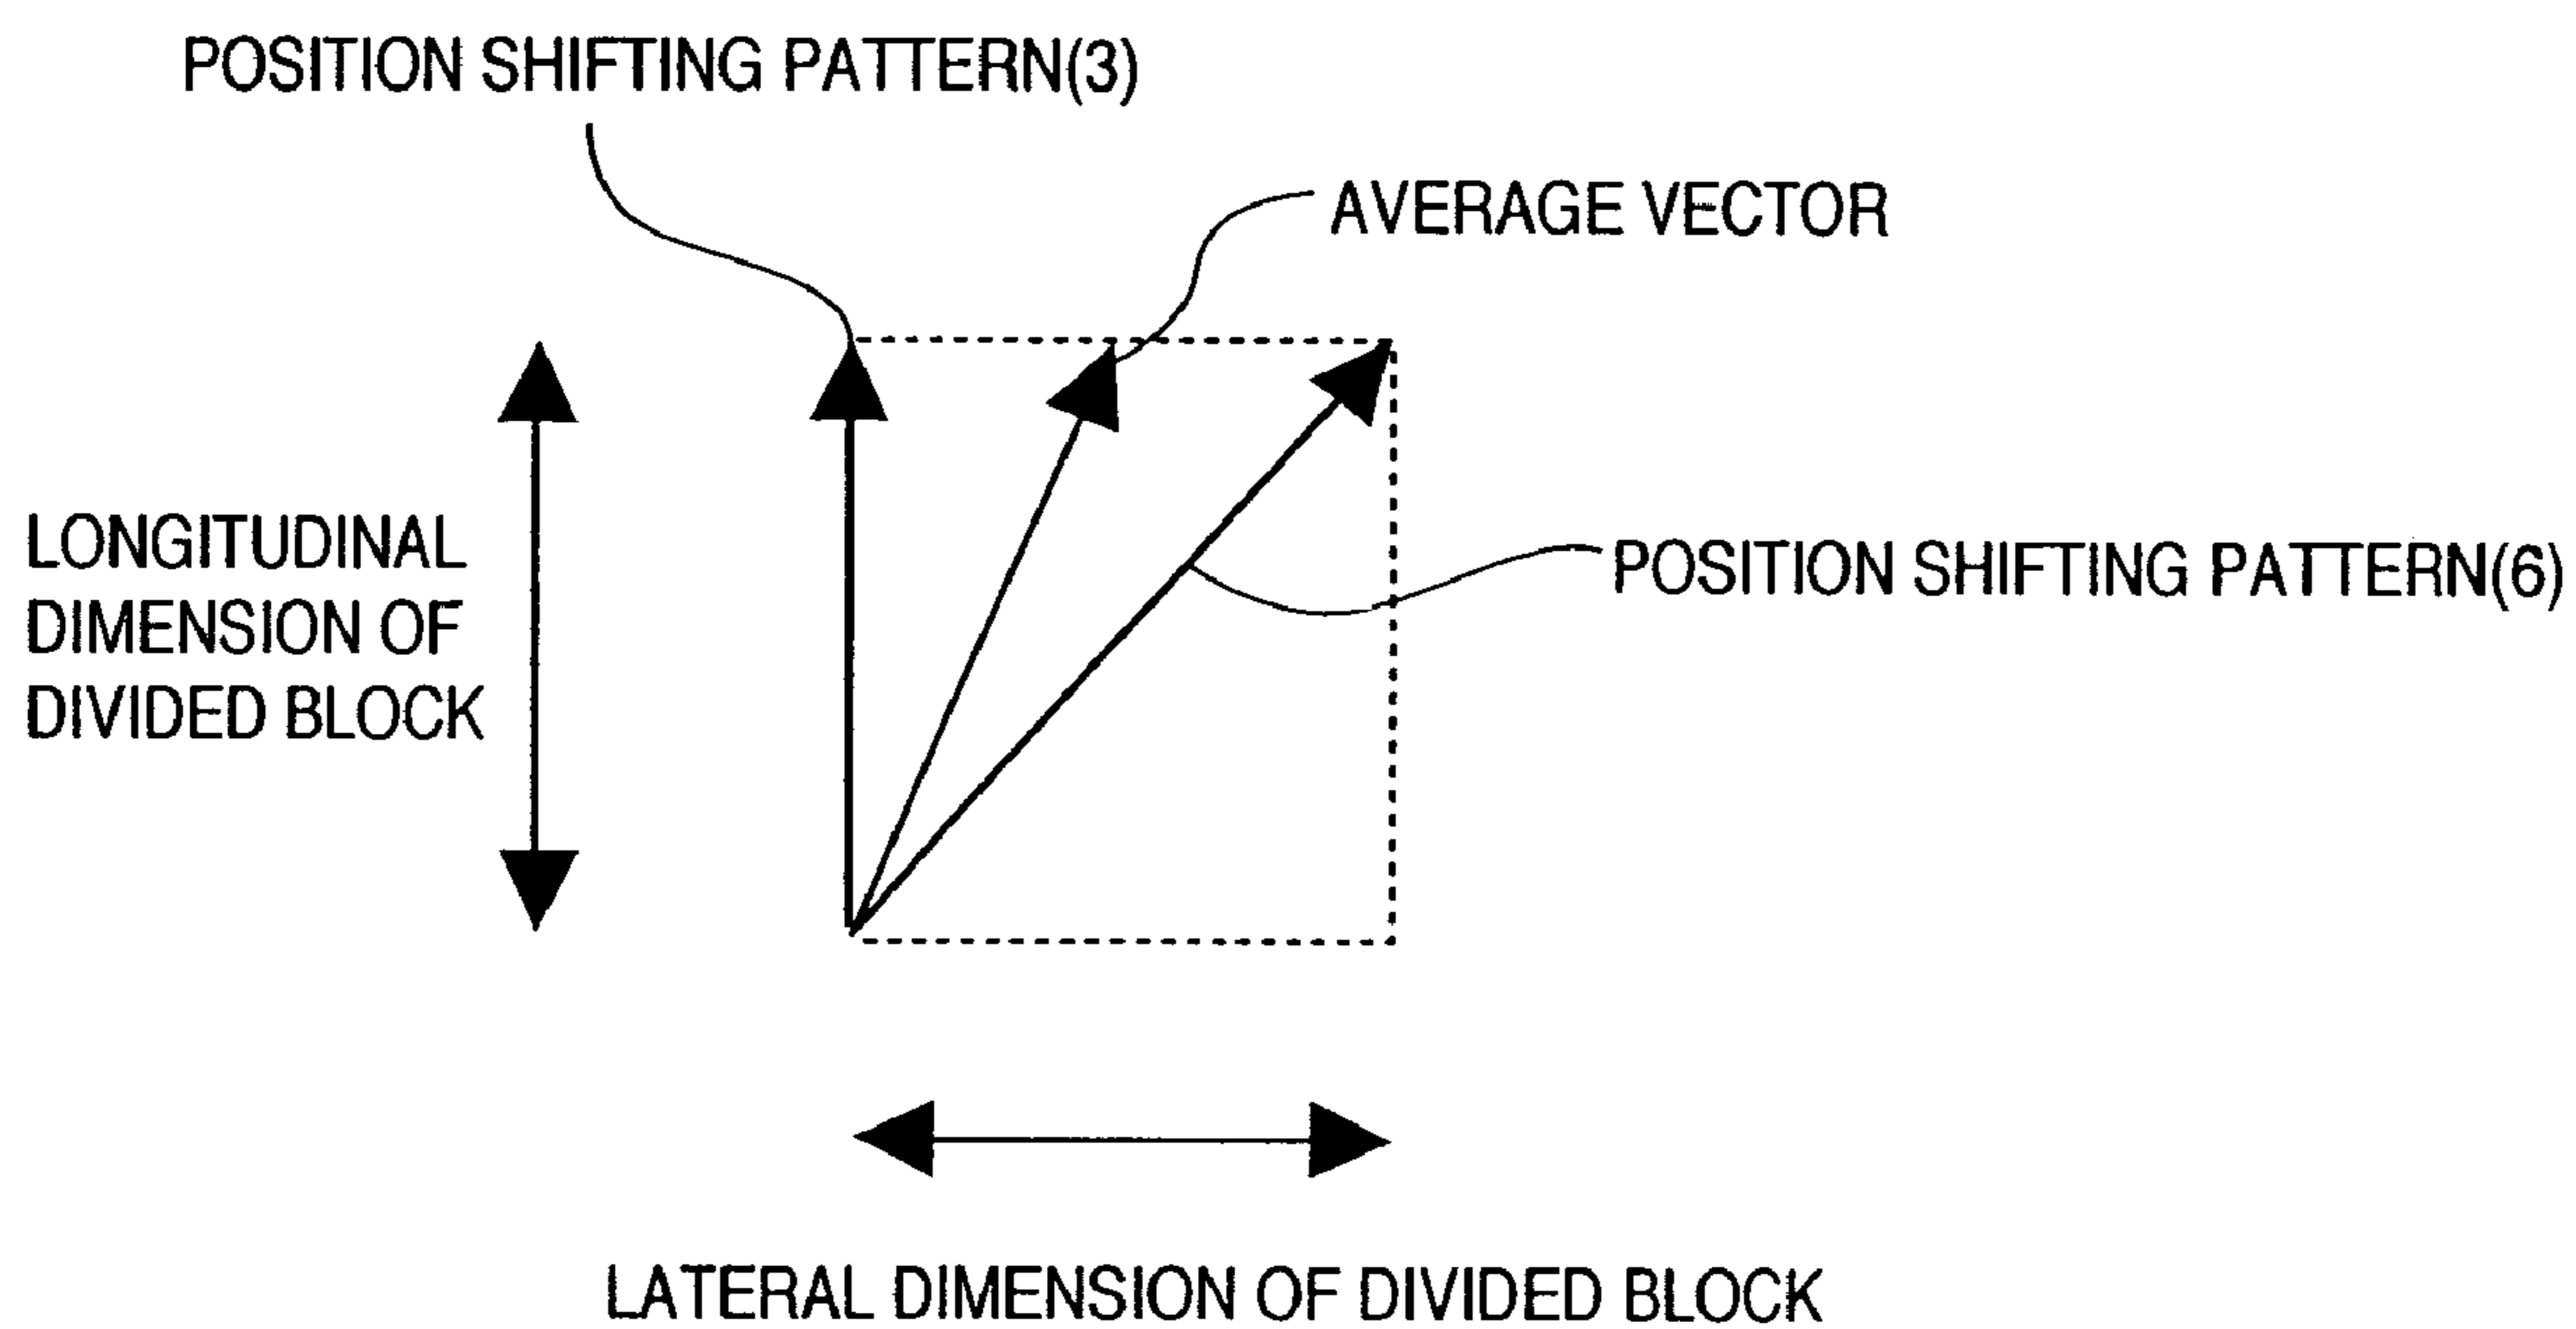 POSITION SHIFTING PATTERN(3)
AVERAGE VECTOR
LONGITUDINAL
DIMENSION OF
DIVIDED BLOCK
POSITION SHIFTING PATTERN(6)
LATERAL DIMENSION OF DIVIDED BLOCK